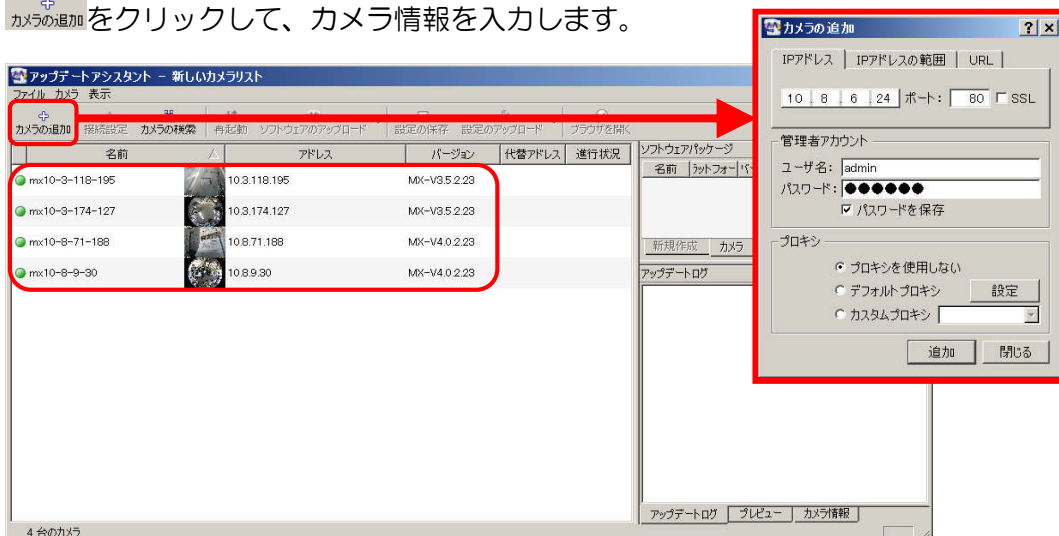 カメラの追加をクリックして、カメラ情報を入力します。
アップデートアシスタント - 新しいカメラリスト
ファイル カメラ 表示
カメラの追加 接続設定 カメラの検索 再起動 ソフトウェアのアップロード 設定の保存 設定のアップロード ブラウザを開く
名前 アドレス バージョン 代替アドレス 進行状況
mx10-3-118-195 10.3.118.195 MX-V3.5.2.23
mx10-3-174-127 10.3.174.127 MX-V3.5.2.23
mx10-8-71-188 10.8.71.188 MX-V4.0.2.23
mx10-8-9-30 10.8.9.30 MX-V4.0.2.23
4 台のカメラ
ソフトウェアパッケージ
名前
新規作成 カメラ
アップデートログ
アップデートログ プレビュー カメラ情報
カメラの追加
IPアドレス IPアドレスの範囲 URL
10 . 8 . 6 . 24 ポート: 80 SSL
管理者アカウント
ユーザ名: admin
パスワード: ●●●●●●
パスワードを保存
プロキシ
プロキシを使用しない
デフォルトプロキシ 設定
カスタムプロキシ
追加 閉じる